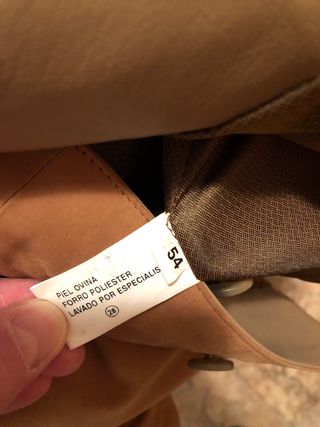 PIEL OVINA
FORRO POLIESTER
LAVADO POR ESPECIALIS
28
54